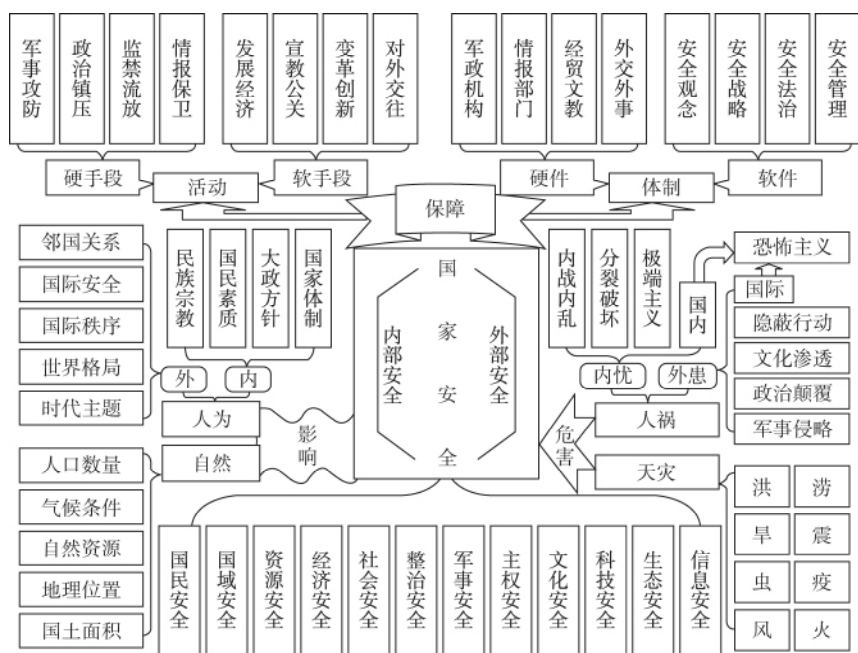 军事攻防
政治镇压
监禁流放
情报保卫
发展经济
宣教公关
变革创新
对外交往
军政机构
情报部门
经贸文教
外交外事
安全观念
安全战略
安全法治
安全管理
硬手段
活动
软手段
硬件
体制
软件
保障
邻国关系
国际安全
国际秩序
世界格局
时代主题
民族宗教
国民素质
大政方针
国家体制
外
内
人为
自然
影响
人口数量
气候条件
自然资源
地理位置
国土面积
国家安全
内部安全
外部安全
内战内乱
分裂破坏
极端主义
国内
恐怖主义
国际
隐蔽行动
文化渗透
政治颠覆
军事侵略
内忧
外患
人祸
危害
天灾
洪
涝
旱
震
虫
疫
风
火
国民安全
国域安全
资源安全
经济安全
社会安全
整治安全
军事安全
主权安全
文化安全
科技安全
生态安全
信息安全